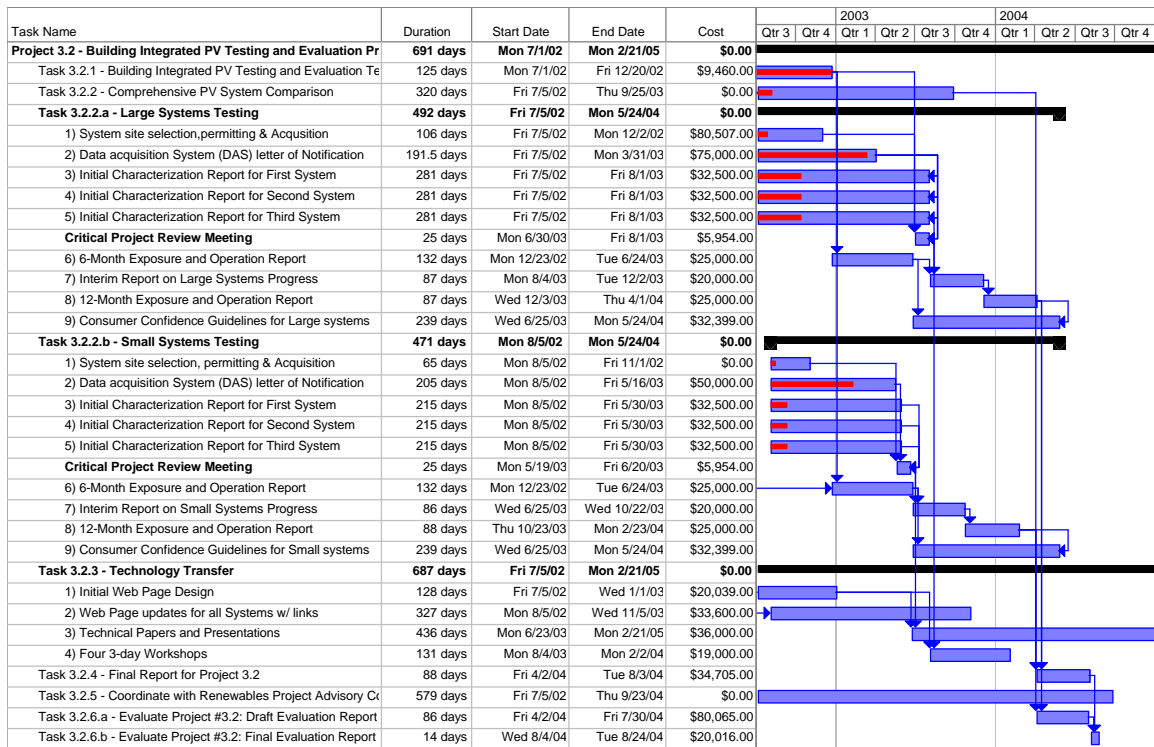 2003 2004
Task Name Duration Start Date End Date Cost Qtr 3 Qtr 4 Qtr 1 Qtr 2 Qtr 3 Qtr 4 Qtr 1 Qtr 2 Qtr 3 Qtr 4
Project 3.2 - Building Integrated PV Testing and Evaluation Pr 691 days Mon 7/1/02 Mon 2/21/05 $0.00
Task 3.2.1 - Building Integrated PV Testing and Evaluation Te 125 days Mon 7/1/02 Fri 12/20/02 $9,460.00
Task 3.2.2 - Comprehensive PV System Comparison 320 days Fri 7/5/02 Thu 9/25/03 $0.00
Task 3.2.2.a - Large Systems Testing 492 days Fri 7/5/02 Mon 5/24/04 $0.00
1) System site selection,permitting & Acqusition 106 days Fri 7/5/02 Mon 12/2/02 $80,507.00
2) Data acquisition System (DAS) letter of Notification 191.5 days Fri 7/5/02 Mon 3/31/03 $75,000.00
3) Initial Characterization Report for First System 281 days Fri 7/5/02 Fri 8/1/03 $32,500.00
4) Initial Characterization Report for Second System 281 days Fri 7/5/02 Fri 8/1/03 $32,500.00
5) Initial Characterization Report for Third System 281 days Fri 7/5/02 Fri 8/1/03 $32,500.00
Critical Project Review Meeting 25 days Mon 6/30/03 Fri 8/1/03 $5,954.00
6) 6-Month Exposure and Operation Report 132 days Mon 12/23/02 Tue 6/24/03 $25,000.00
7) Interim Report on Large Systems Progress 87 days Mon 8/4/03 Tue 12/2/03 $20,000.00
8) 12-Month Exposure and Operation Report 87 days Wed 12/3/03 Thu 4/1/04 $25,000.00
9) Consumer Confidence Guidelines for Large systems 239 days Wed 6/25/03 Mon 5/24/04 $32,399.00
Task 3.2.2.b - Small Systems Testing 471 days Mon 8/5/02 Mon 5/24/04 $0.00
1) System site selection, permitting & Acquisition 65 days Mon 8/5/02 Fri 11/1/02 $0.00
2) Data acquisition System (DAS) letter of Notification 205 days Mon 8/5/02 Fri 5/16/03 $50,000.00
3) Initial Characterization Report for First System 215 days Mon 8/5/02 Fri 5/30/03 $32,500.00
4) Initial Characterization Report for Second System 215 days Mon 8/5/02 Fri 5/30/03 $32,500.00
5) Initial Characterization Report for Third System 215 days Mon 8/5/02 Fri 5/30/03 $32,500.00
Critical Project Review Meeting 25 days Mon 5/19/03 Fri 6/20/03 $5,954.00
6) 6-Month Exposure and Operation Report 132 days Mon 12/23/02 Tue 6/24/03 $25,000.00
7) Interim Report on Small Systems Progress 86 days Wed 6/25/03 Wed 10/22/03 $20,000.00
8) 12-Month Exposure and Operation Report 88 days Thu 10/23/03 Mon 2/23/04 $25,000.00
9) Consumer Confidence Guidelines for Small systems 239 days Wed 6/25/03 Mon 5/24/04 $32,399.00
Task 3.2.3 - Technology Transfer 687 days Fri 7/5/02 Mon 2/21/05 $0.00
1) Initial Web Page Design 128 days Fri 7/5/02 Wed 1/1/03 $20,039.00
2) Web Page updates for all Systems w/ links 327 days Mon 8/5/02 Wed 11/5/03 $33,600.00
3) Technical Papers and Presentations 436 days Mon 6/23/03 Mon 2/21/05 $36,000.00
4) Four 3-day Workshops 131 days Mon 8/4/03 Mon 2/2/04 $19,000.00
Task 3.2.4 - Final Report for Project 3.2 88 days Fri 4/2/04 Tue 8/3/04 $34,705.00
Task 3.2.5 - Coordinate with Renewables Project Advisory Co 579 days Fri 7/5/02 Thu 9/23/04 $0.00
Task 3.2.6.a - Evaluate Project #3.2: Draft Evaluation Report 86 days Fri 4/2/04 Fri 7/30/04 $80,065.00
Task 3.2.6.b - Evaluate Project #3.2: Final Evaluation Report 14 days Wed 8/4/04 Tue 8/24/04 $20,016.00